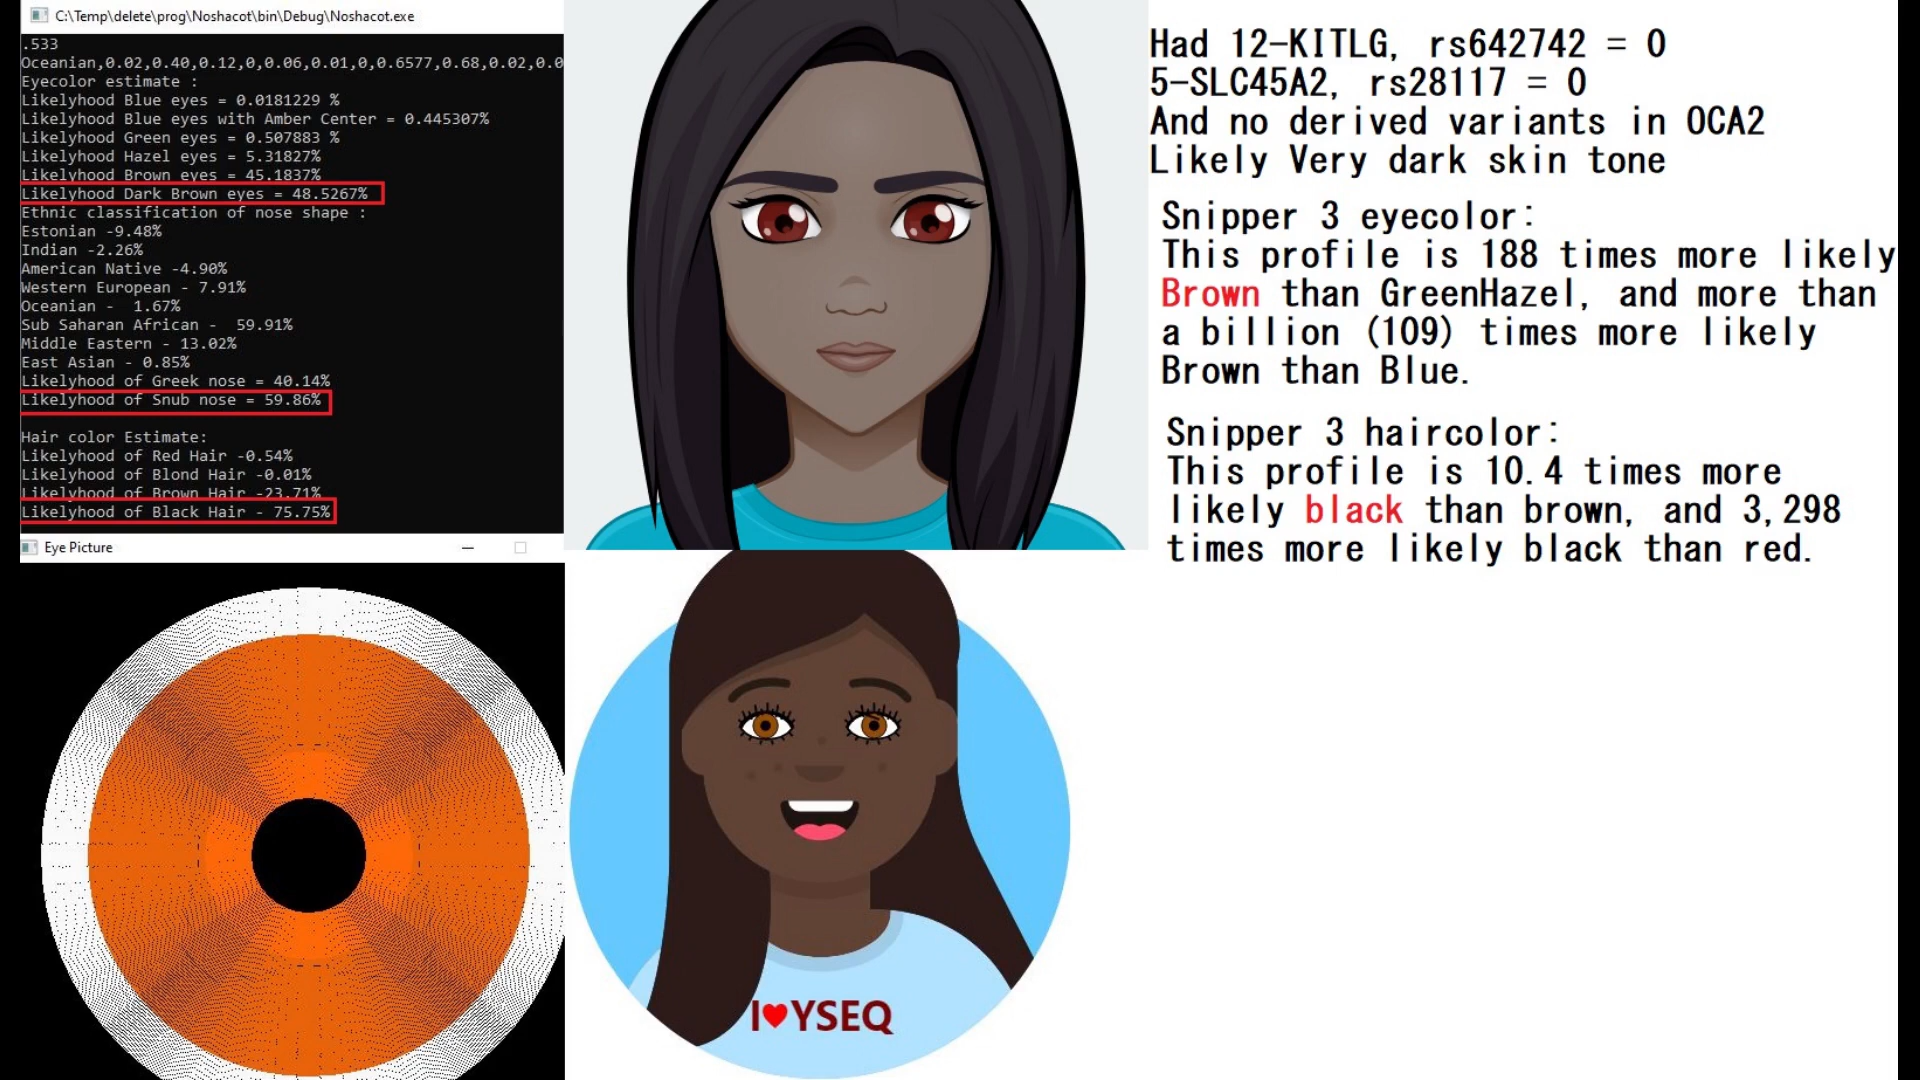 C:\Temp\delete\prog\Noshacot\bin\Debug\Noshacot.exe
.533
Oceanian,0.02,0.40,0.12,0,0.06,0.01,0,0.6577,0.68,0.02,0.0
Eyecolor estimate :
Likelyhood Blue eyes = 0.0181229 %
Likelyhood Blue eyes with Amber Center = 0.445307%
Likelyhood Green eyes = 0.507883 %
Likelyhood Hazel eyes = 5.31827%
Likelyhood Brown eyes = 45.1837%
Likelyhood Dark Brown eyes = 48.5267%
Ethnic classification of nose shape :
Estonian -9.48%
Indian -2.26%
American Native -4.90%
Western European - 7.91%
Oceanian -  1.67%
Sub Saharan African -  59.91%
Middle Eastern - 13.02%
East Asian - 0.85%
Likelyhood of Greek nose = 40.14%
Likelyhood of Snub nose = 59.86%
Hair color Estimate:
Likelyhood of Red Hair -0.54%
Likelyhood of Blond Hair -0.01%
Likelyhood of Brown Hair -23.71%
Likelyhood of Black Hair - 75.75%
Eye Picture
Had 12-KITLG, rs642742 = 0
5-SLC45A2, rs28117 = 0
And no derived variants in OCA2
Likely Very dark skin tone
Snipper 3 eyecolor:
This profile is 188 times more likely
Brown than GreenHazel, and more than
a billion (109) times more likely
Brown than Blue.
Snipper 3 haircolor:
This profile is 10.4 times more
likely black than brown, and 3,298
times more likely black than red.
I♥YSEQ